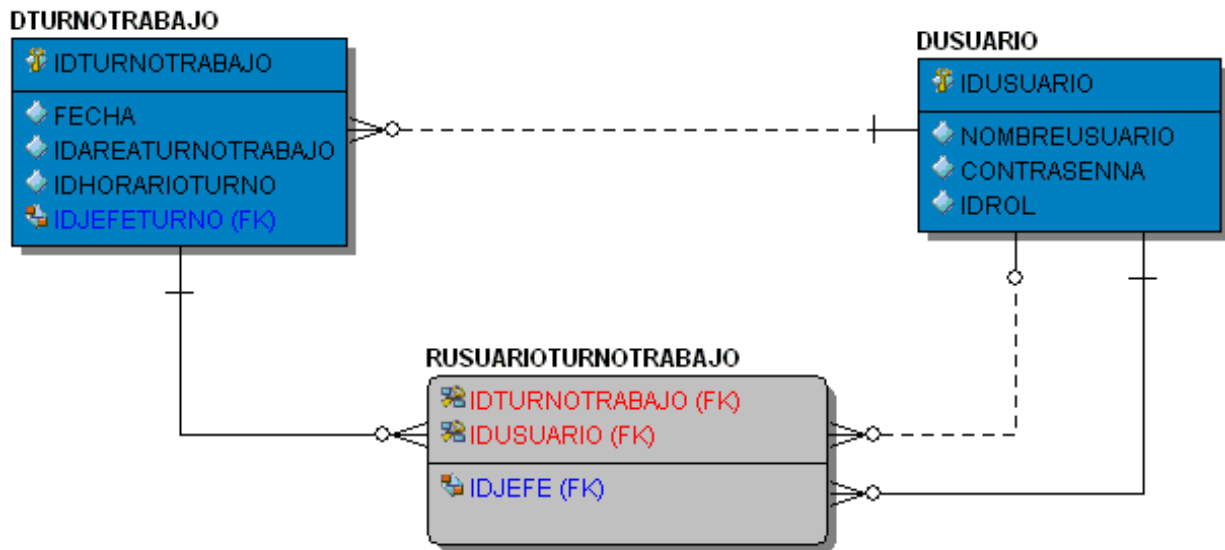 DTURNOTRABAJO
IDTURNOTRABAJO
FECHA
IDAREATURNOTRABAJO
IDHORARIOTURNO
IDJEFETURNO (FK)
DUSUARIO
IDUSUARIO
NOMBREUSUARIO
CONTRASENNA
IDROL
RUSUARIOTURNOTRABAJO
IDTURNOTRABAJO (FK)
IDUSUARIO (FK)
IDJEFE (FK)